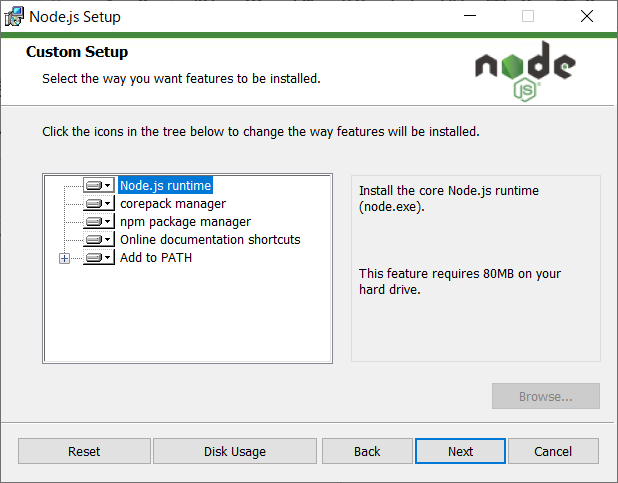 Node.js Setup
Custom Setup
Select the way you want features to be installed.
node
JS
Click the icons in the tree below to change the way features will be installed.
Node.js runtime
corepack manager
npm package manager
Online documentation shortcuts
Add to PATH
Install the core Node.js runtime
(node.exe).
This feature requires 80MB on your
hard drive.
Browse...
Reset
Disk Usage
Back
Next
Cancel